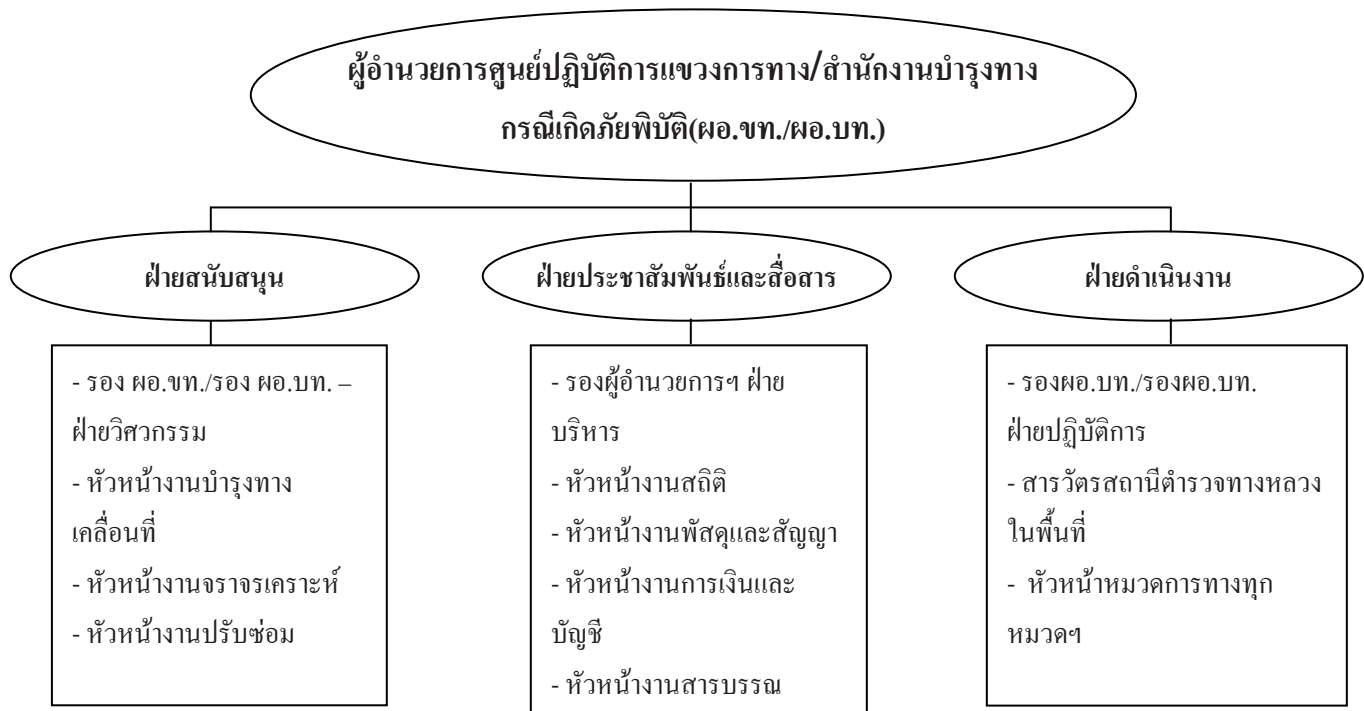 ผู้อำนวยการศูนย์ปฏิบัติการแขวงการทาง/สำนักงานบำรุงทาง
กรณีเกิดภัยพิบัติ(ผอ.ขท./ผอ.บท.)
ฝ่ายสนับสนุน
ฝ่ายประชาสัมพันธ์และสื่อสาร
ฝ่ายดำเนินงาน
- รอง ผอ.ขท./รอง ผอ.บท. –
ฝ่ายวิศวกรรม
- หัวหน้างานบำรุงทาง
เคลื่อนที่
- หัวหน้างานจราจรเคราะห์
- หัวหน้างานปรับซ่อม
- รองผู้อำนวยการฯ ฝ่าย
บริหาร
- หัวหน้างานสถิติ
- หัวหน้างานพัสดุและสัญญา
- หัวหน้างานการเงินและ
บัญชี
- หัวหน้างานสารบรรณ
- รองผอ.บท./รองผอ.บท.
ฝ่ายปฏิบัติการ
- สารวัตรสถานีตำรวจทางหลวง
ในพื้นที่
- หัวหน้าหมวดการทางทุก
หมวดฯ